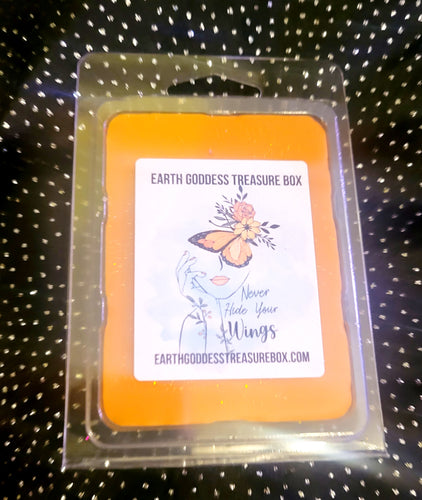 EARTH GODDESS TREASURE BOX
Never
Hide Your
Wings
EARTHGODDESSTREASUREBOX.COM